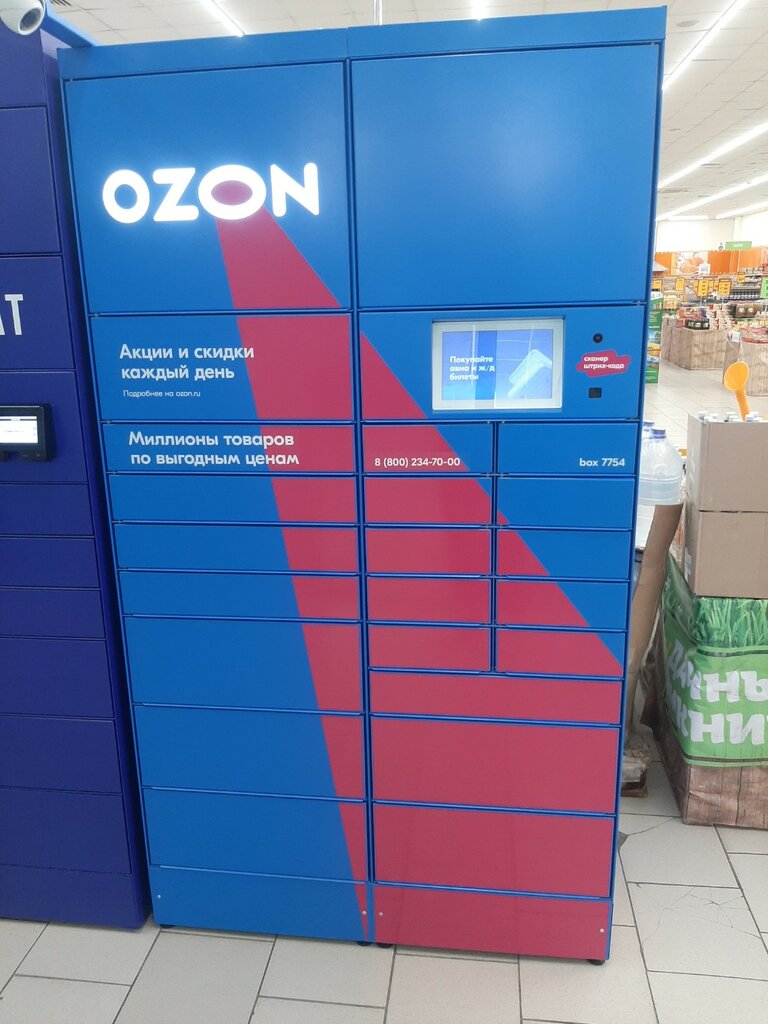 OZON
АТ
Акции и скидки
каждый день
Подробнее на ozon.ru
Покупайте
авиа и ж/д
билеты
сканер
штрих-кода
Миллионы товаров
по выгодным ценам
8 (800) 234-70-00
box 7754